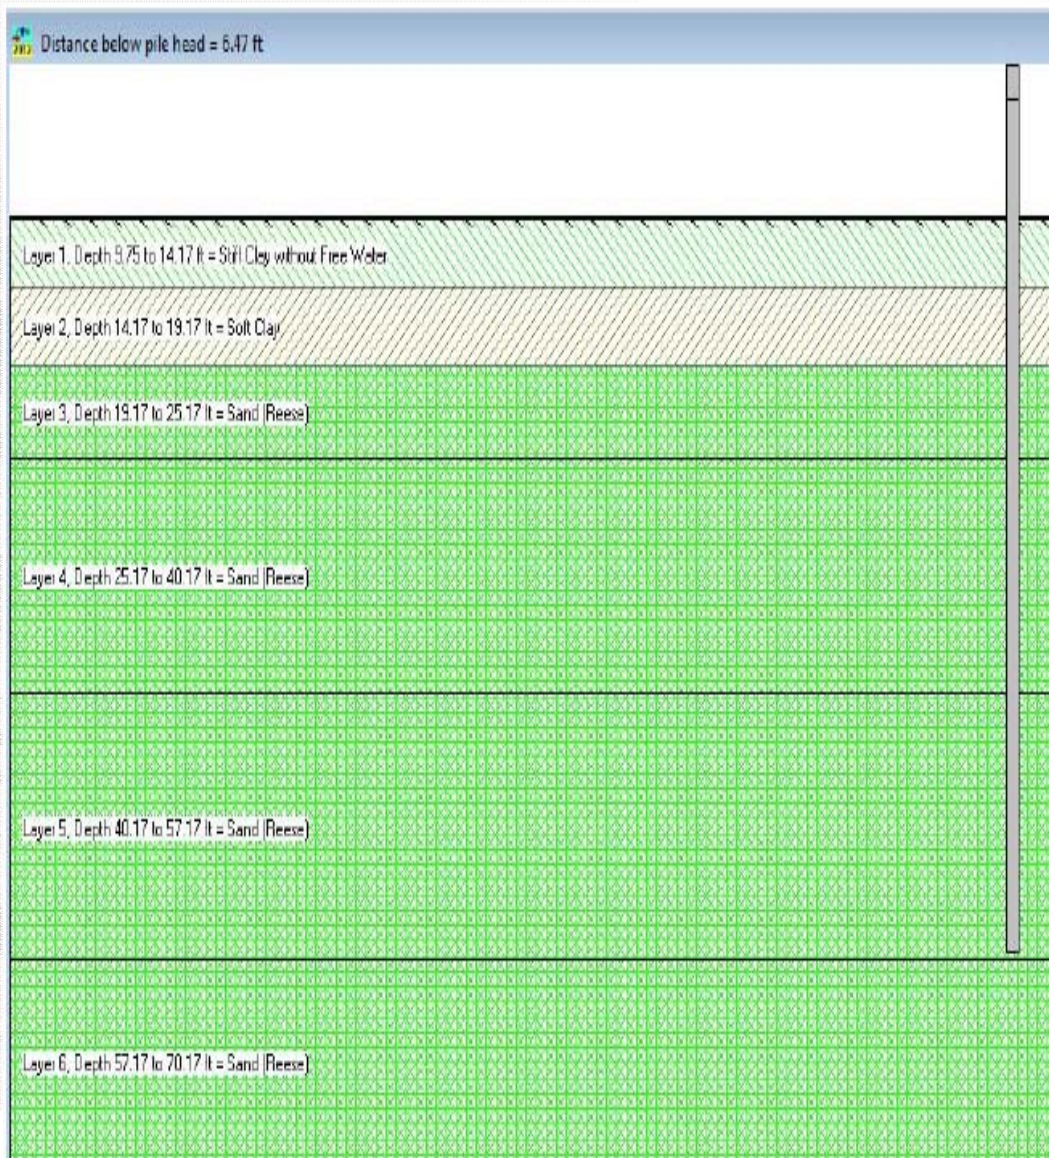 Distance below pile head = 6.47 ft
Layer 1, Depth 9.75 to 14.17 ft = Stiff Clay without Free Water
Layer 2, Depth 14.17 to 19.17 ft = Soft Clay
Layer 3, Depth 19.17 to 25.17 ft = Sand (Reese)
Layer 4, Depth 25.17 to 40.17 ft = Sand (Reese)
Layer 5, Depth 40.17 to 57.17 ft = Sand (Reese)
Layer 6, Depth 57.17 to 70.17 ft = Sand (Reese)